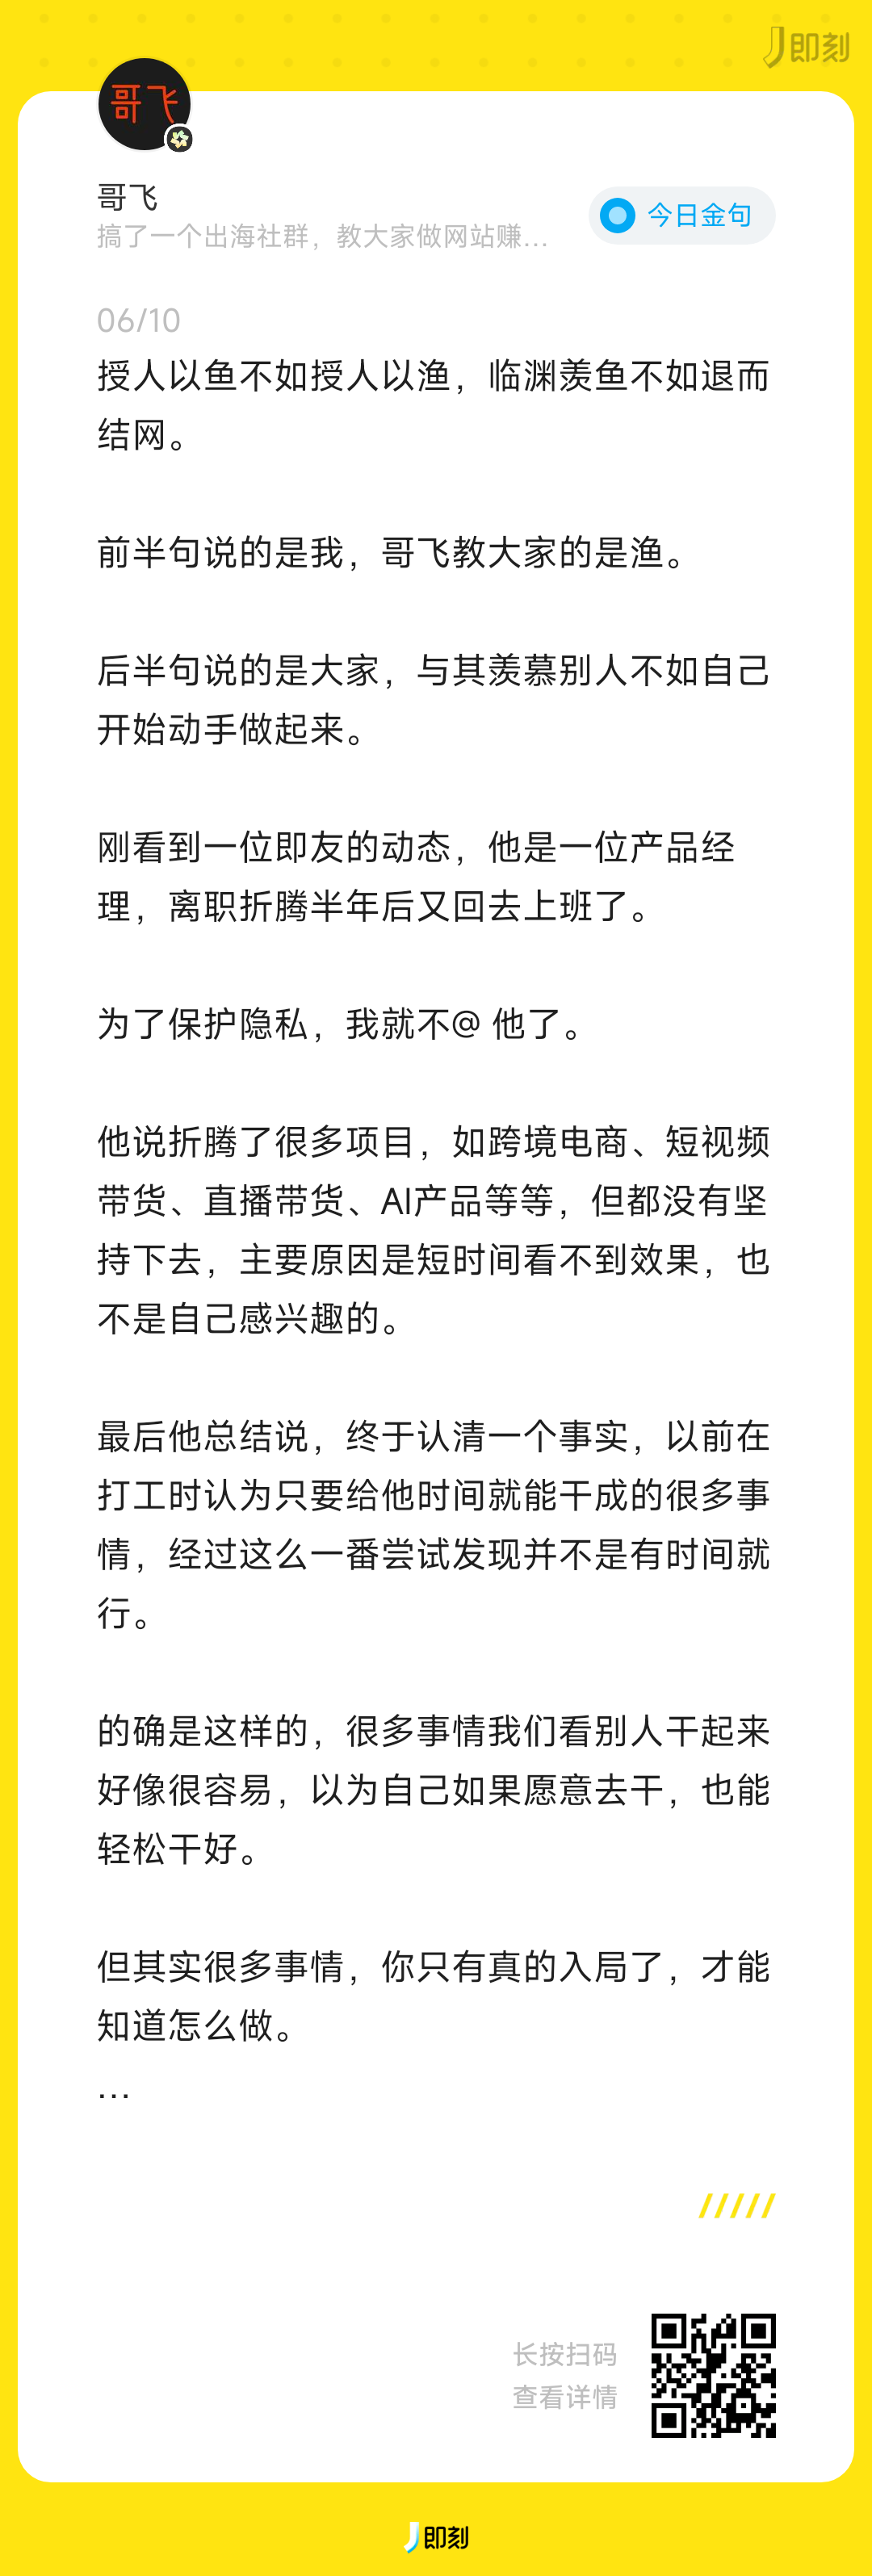 即刻
哥飞
哥飞
搞了一个出海社群，教大家做网站赚...
今日金句
06/10
授人以鱼不如授人以渔，临渊羡鱼不如退而
结网。
前半句说的是我，哥飞教大家的是渔。
后半句说的是大家，与其羡慕别人不如自己
开始动手做起来。
刚看到一位即友的动态，他是一位产品经
理，离职折腾半年后又回去上班了。
为了保护隐私，我就不@ 他了。
他说折腾了很多项目，如跨境电商、短视频
带货、直播带货、AI产品等等，但都没有坚
持下去，主要原因是短时间看不到效果，也
不是自己感兴趣的。
最后他总结说，终于认清一个事实，以前在
打工时认为只要给他时间就能干成的很多事
情，经过这么一番尝试发现并不是有时间就
行。
的确是这样的，很多事情我们看别人干起来
好像很容易，以为自己如果愿意去干，也能
轻松干好。
但其实很多事情，你只有真的入局了，才能
知道怎么做。
...
长按扫码
查看详情
即刻